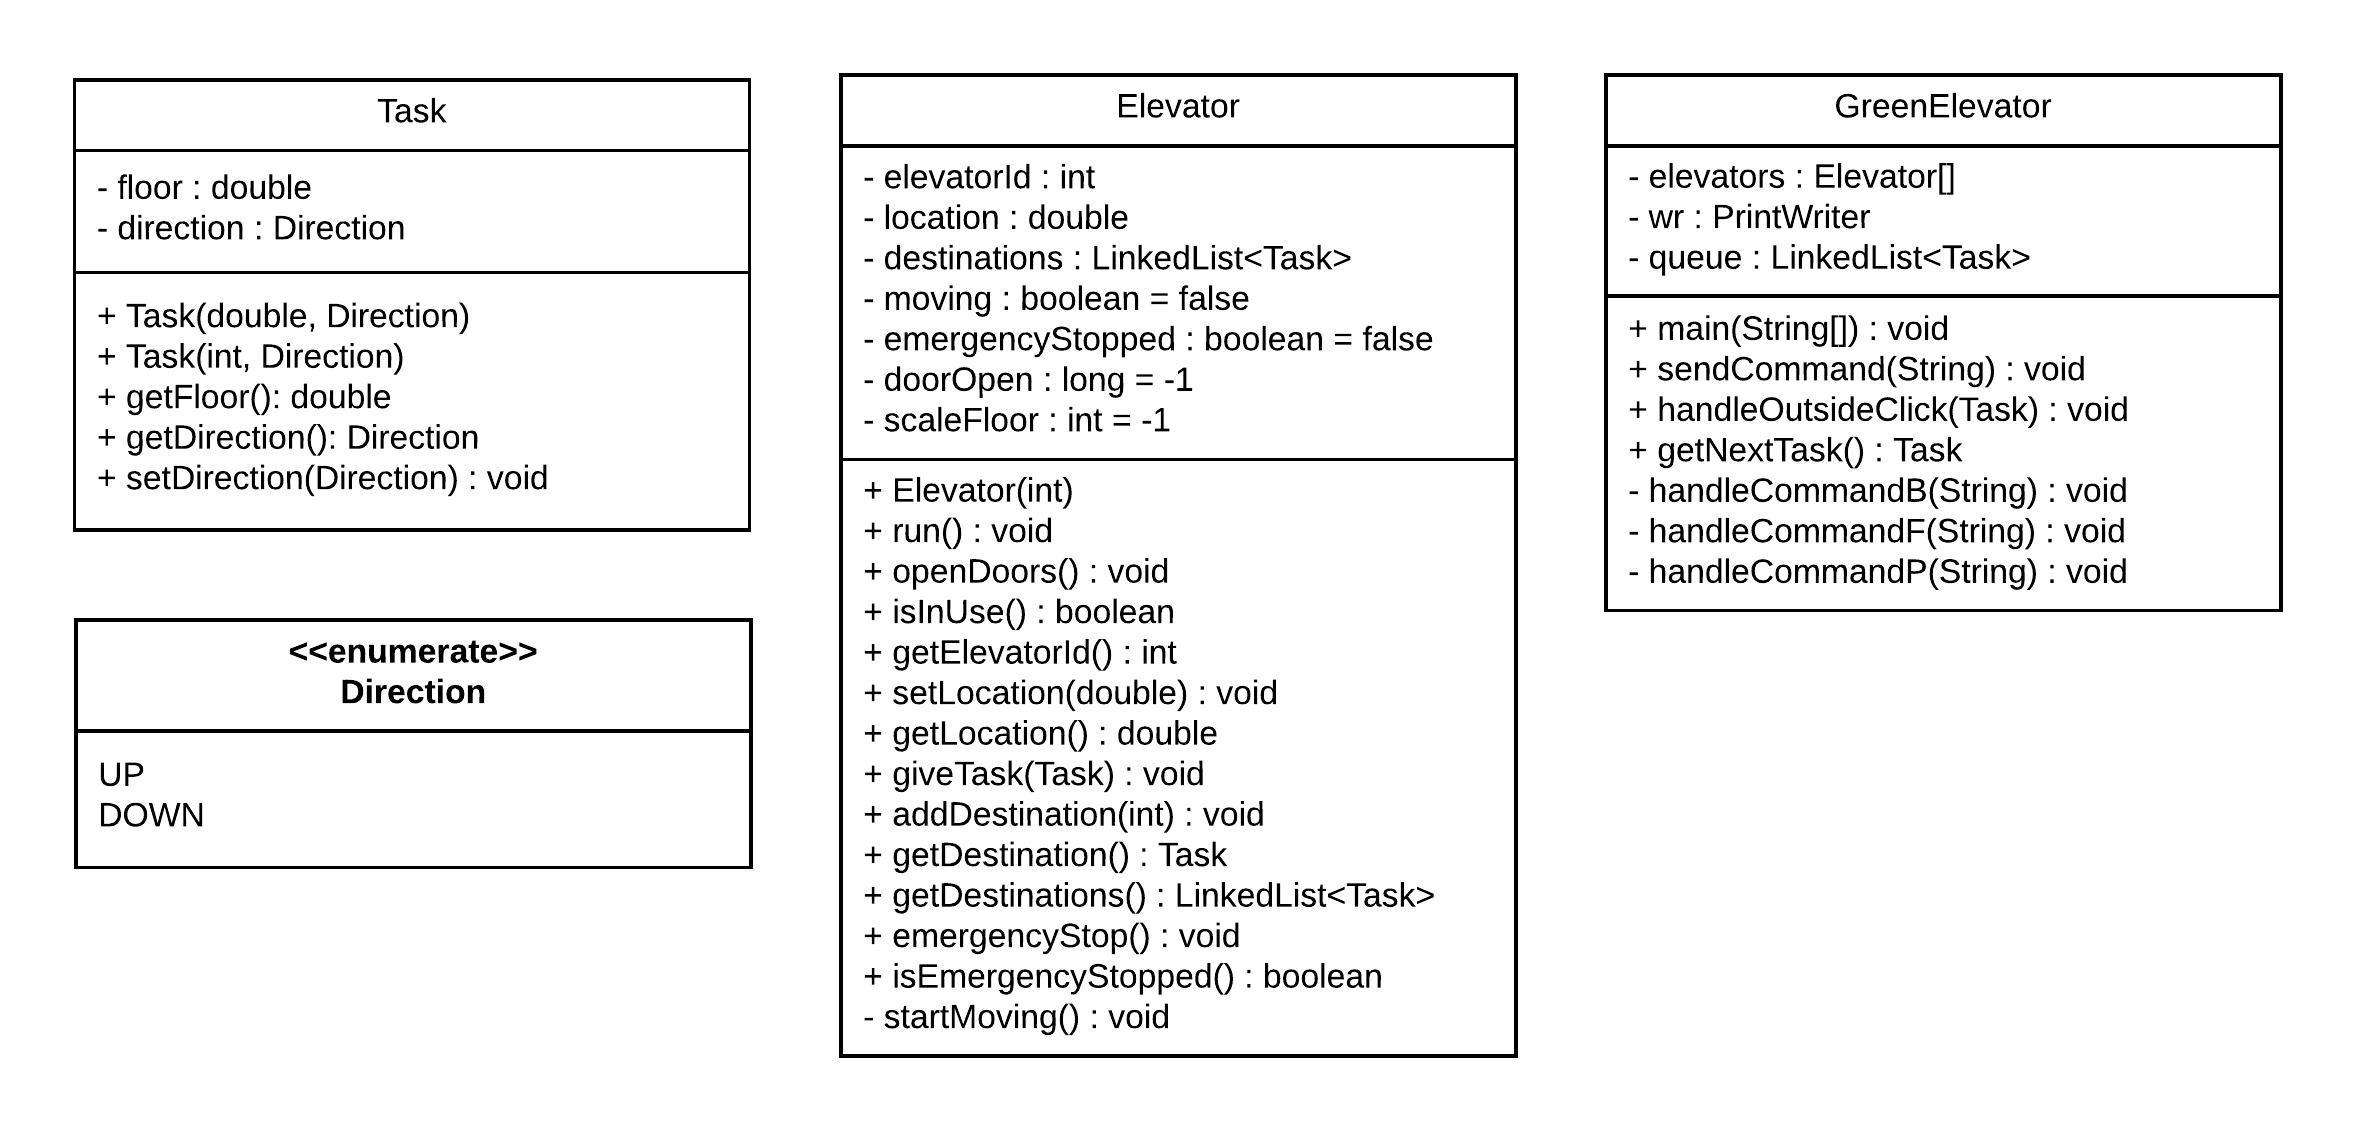 Task
- floor : double
- direction : Direction
+ Task(double, Direction)
+ Task(int, Direction)
+ getFloor(): double
+ getDirection(): Direction
+ setDirection(Direction) : void
<<enumerate>>
Direction
UP
DOWN
Elevator
- elevatorId : int
- location : double
- destinations : LinkedList<Task>
- moving : boolean = false
- emergencyStopped : boolean = false
- doorOpen : long = -1
- scaleFloor : int = -1
+ Elevator(int)
+ run() : void
+ openDoors() : void
+ isInUse() : boolean
+ getElevatorId() : int
+ setLocation(double) : void
+ getLocation() : double
+ giveTask(Task) : void
+ addDestination(int) : void
+ getDestination() : Task
+ getDestinations() : LinkedList<Task>
+ emergencyStop() : void
+ isEmergencyStopped() : boolean
- startMoving() : void
GreenElevator
- elevators : Elevator[]
- wr : PrintWriter
- queue : LinkedList<Task>
+ main(String[]) : void
+ sendCommand(String) : void
+ handleOutsideClick(Task) : void
+ getNextTask() : Task
- handleCommandB(String) : void
- handleCommandF(String) : void
- handleCommandP(String) : void